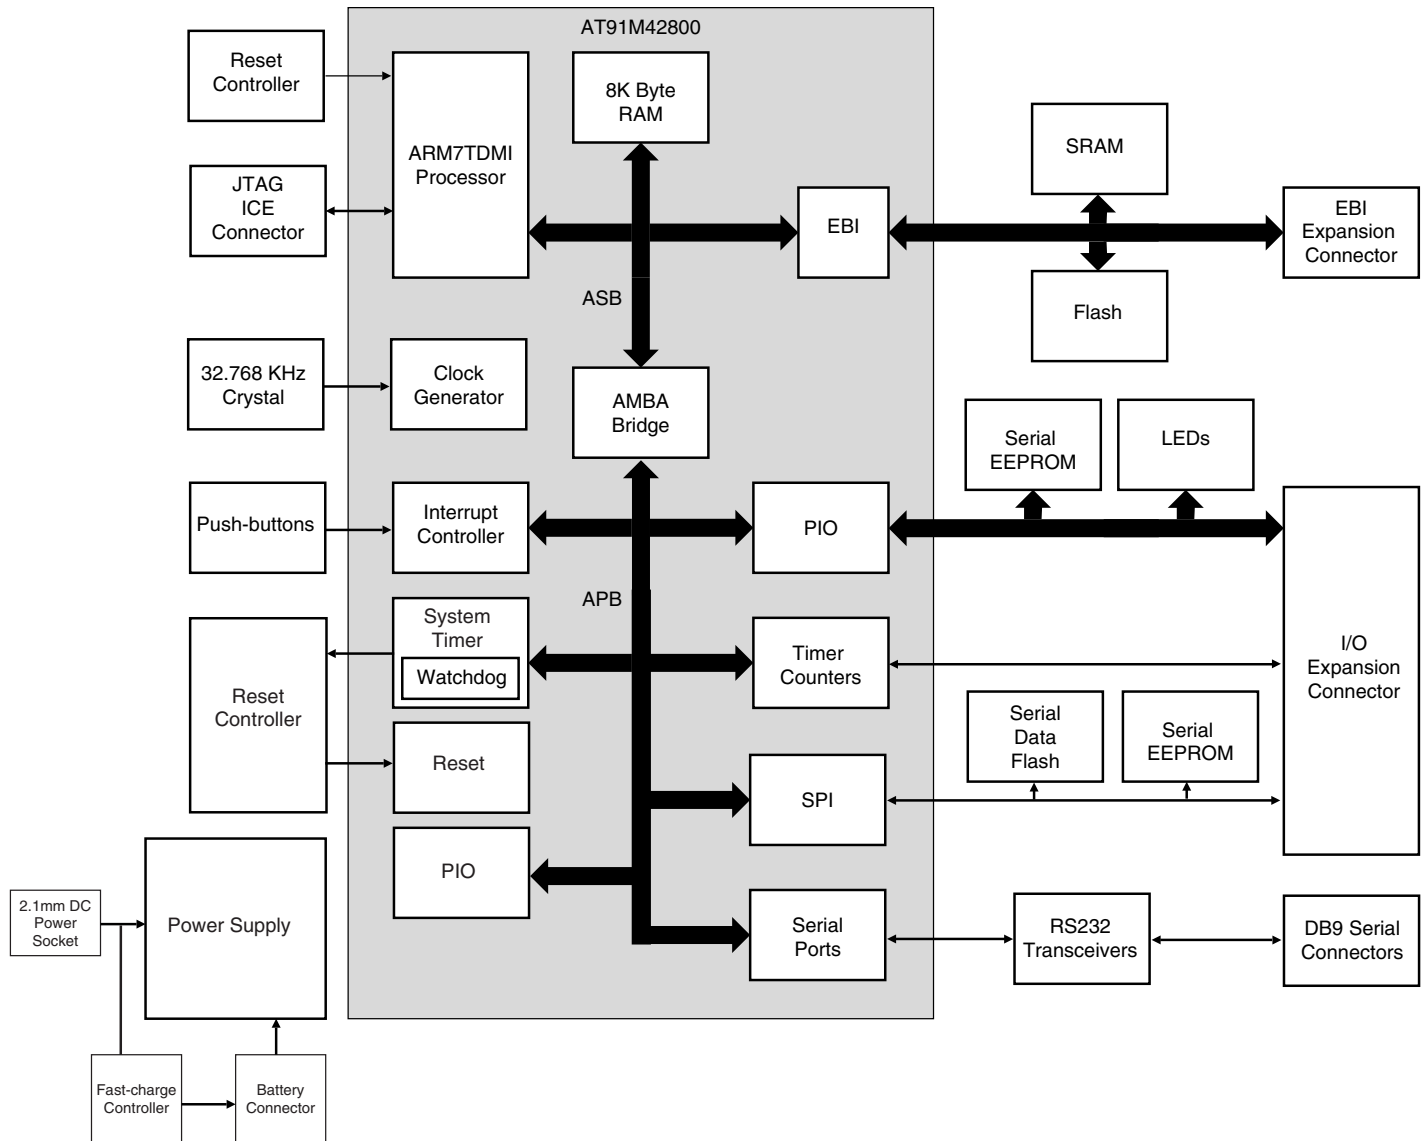 AT91M42800
Reset
Controller
8K Byte
RAM
ARM7TDMI
Processor
SRAM
JTAG
ICE
Connector
EBI
EBI
Expansion
Connector
ASB
Flash
32.768 KHz
Crystal
Clock
Generator
AMBA
Bridge
Serial
EEPROM
LEDs
Push-buttons
Interrupt
Controller
PIO
APB
System
Timer
Watchdog
Timer
Counters
I/O
Expansion
Connector
Reset
Controller
Serial
Data
Flash
Serial
EEPROM
Reset
SPI
PIO
2.1mm DC
Power
Socket
Power Supply
Serial
Ports
RS232
Transceivers
DB9 Serial
Connectors
Fast-charge
Controller
Battery
Connector